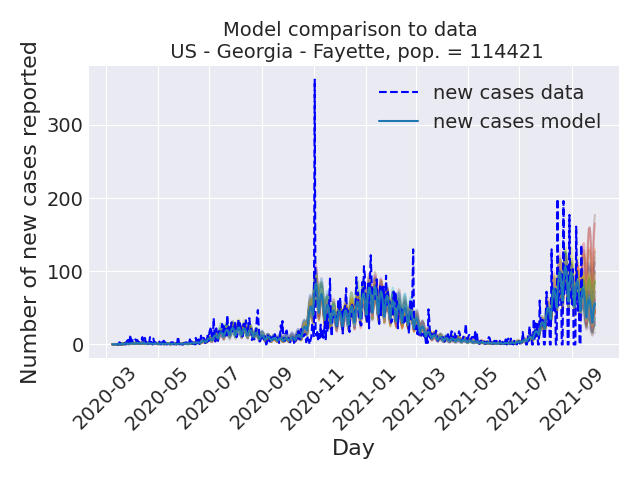 Model comparison to data
US - Georgia - Fayette, pop. = 114421
Number of new cases reported
300
200
100
0
new cases data
new cases model
2020-03
2020-05
2020-07
2020-09
2020-11
2021-01
2021-03
2021-05
2021-07
2021-09
Day